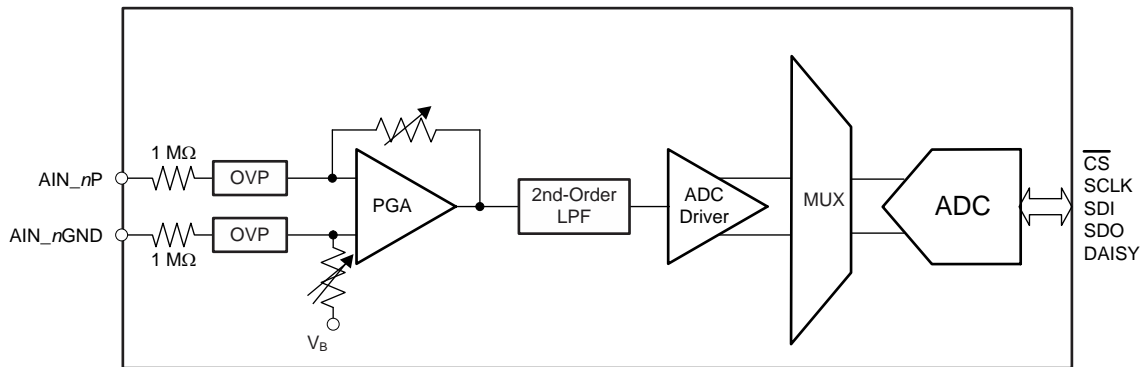 1 MΩ
AIN_nP
OVP
AIN_nGND
OVP
1 MΩ
VB
PGA
2nd-Order
LPF
ADC
Driver
MUX
ADC
CS
SCLK
SDI
SDO
DAISY